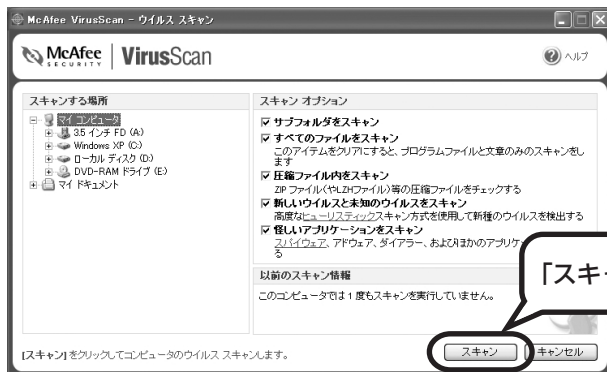 McAfee VirusScan - ウイルス スキャン
McAfee SECURITY VirusScan
ヘルプ
スキャンする場所
マイ コンピュータ
3.5 インチ FD (A:)
Windows XP (C:)
ローカル ディスク (D:)
DVD-RAM ドライブ (E:)
マイ ドキュメント
スキャン オプション
サブフォルダをスキャン
すべてのファイルをスキャン
このアイテムをクリアにすると、プログラムファイルと文章のみのスキャンをし
ます
圧縮ファイル内をスキャン
ZIP ファイル(やLZHファイル)等の圧縮ファイルをチェックする
新しいウイルスと未知のウイルスをスキャン
高度なヒューリスティックスキャン方式を使用して新種のウイルスを検出する
怪しいアプリケーションをスキャン
スパイウェア、アドウェア、ダイアラー、およびほかのアプリケ
る
以前のスキャン情報
このコンピュータでは 1 度もスキャンを実行していません。
「スキ
[スキャン] をクリックしてコンピュータのウイルス スキャンします。
スキャン
キャンセル